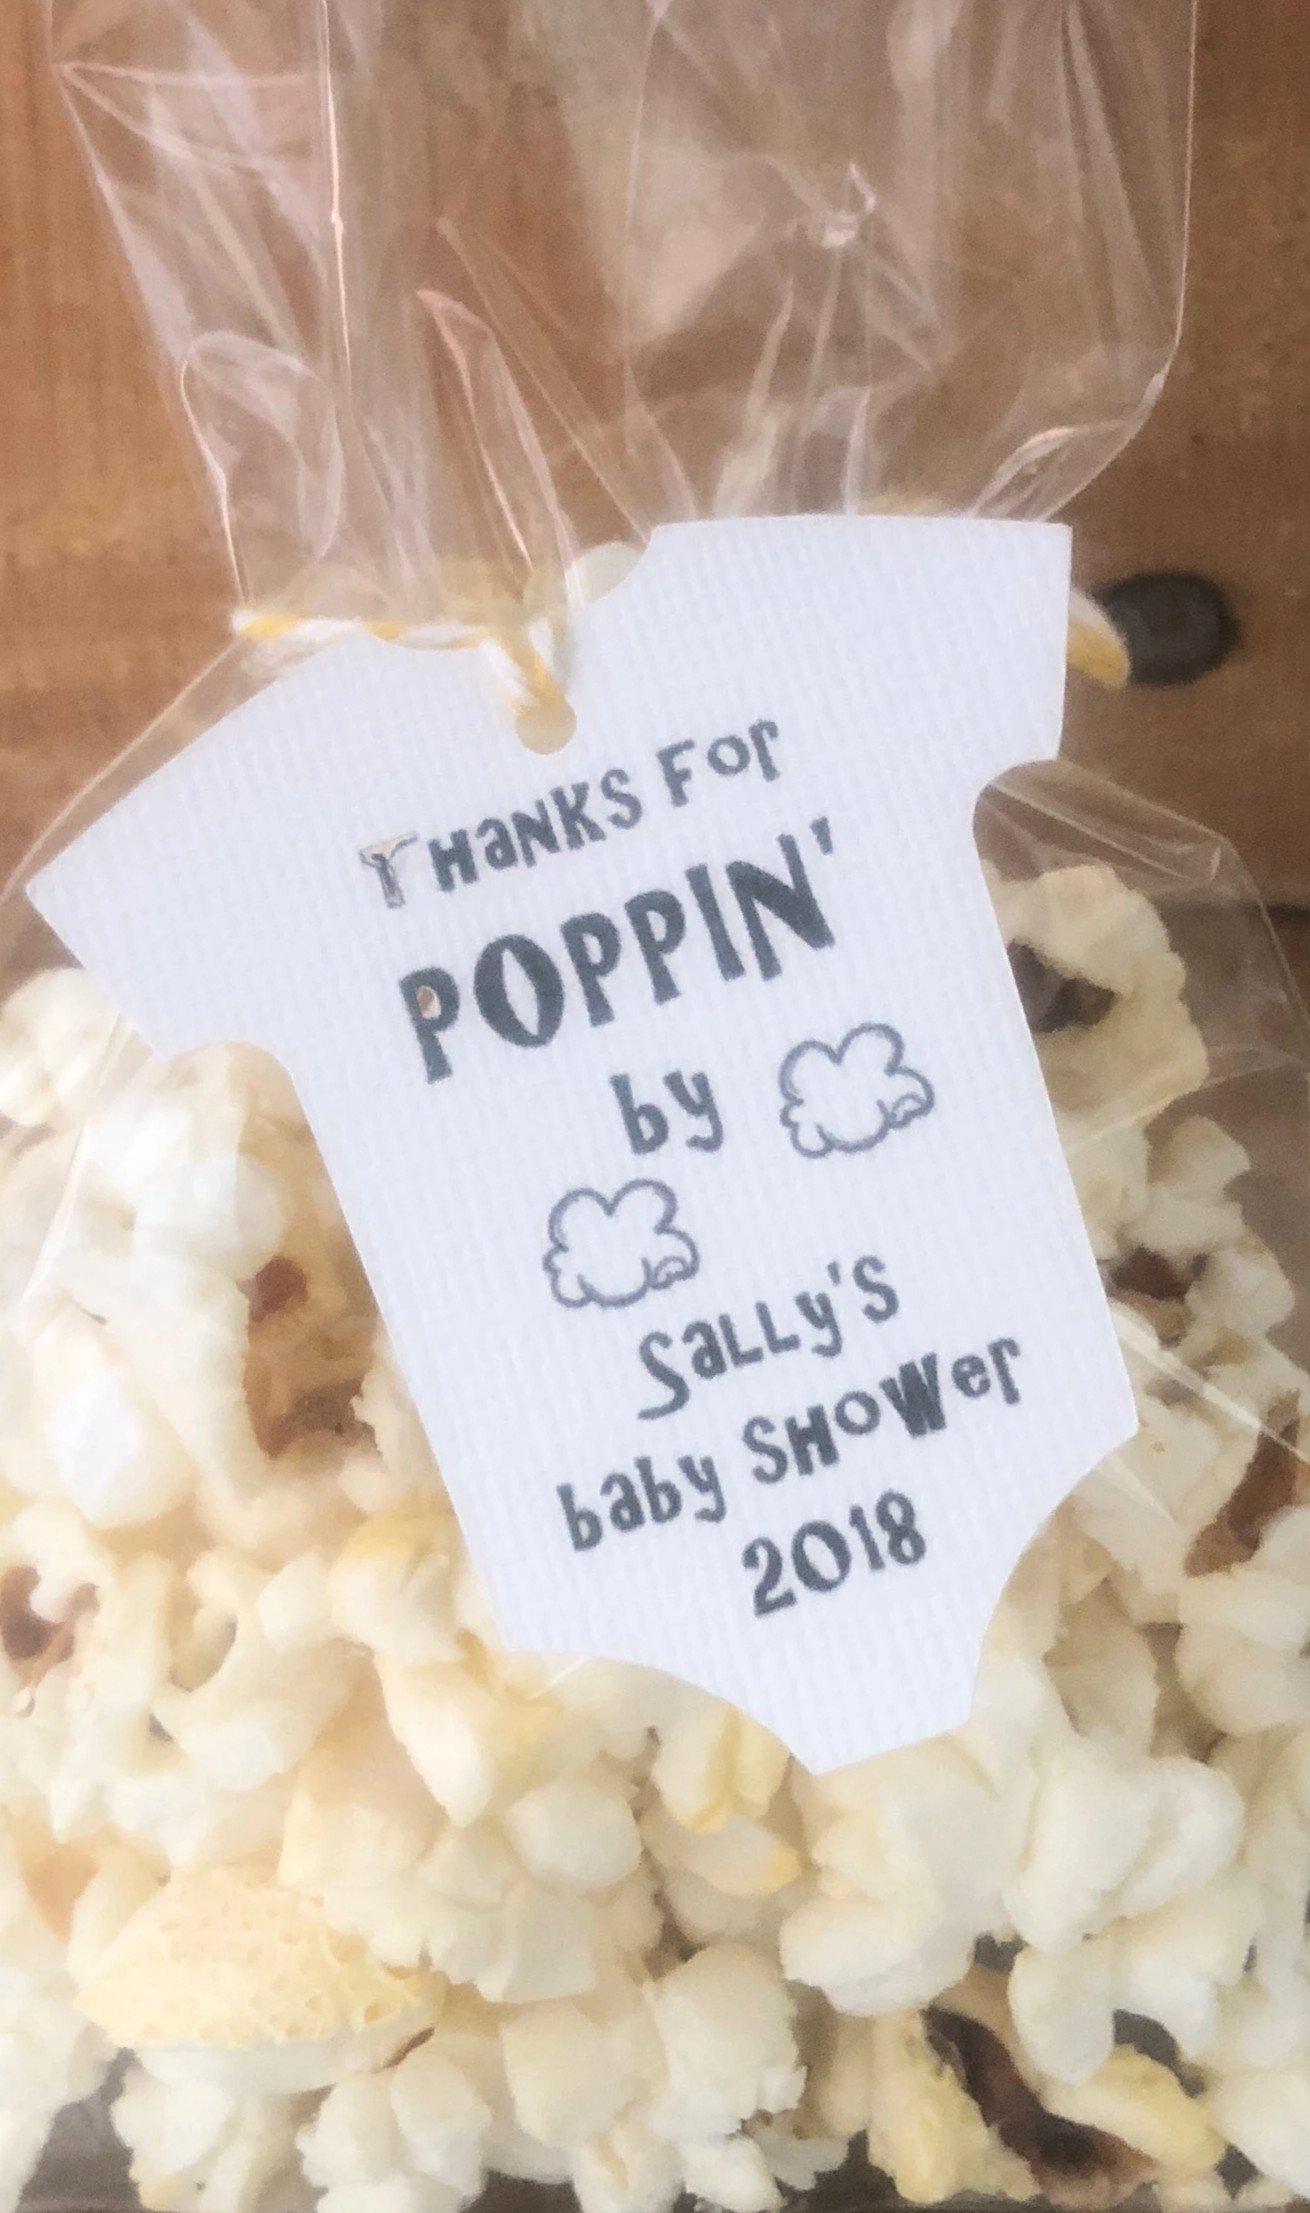 THANKS For
POPPIN'
by
SaLLy'S
baby SHoWer
2018